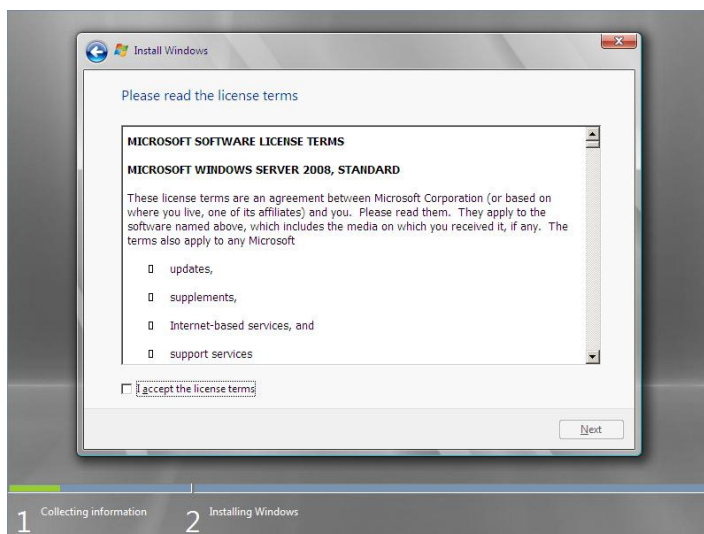 Install Windows
Please read the license terms
MICROSOFT SOFTWARE LICENSE TERMS
MICROSOFT WINDOWS SERVER 2008, STANDARD
These license terms are an agreement between Microsoft Corporation (or based on
where you live, one of its affiliates) and you.  Please read them.  They apply to the
software named above, which includes the media on which you received it, if any.  The
terms also apply to any Microsoft
▯ updates,
▯ supplements,
▯ Internet-based services, and
▯ support services
I accept the license terms
Next
1 Collecting information 2 Installing Windows